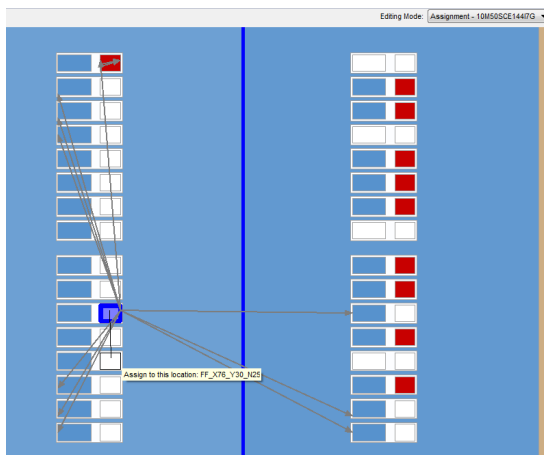 Editing Mode: Assignment - 10M50SCE144I7G
Assign to this location: FF_X76_Y30_N25